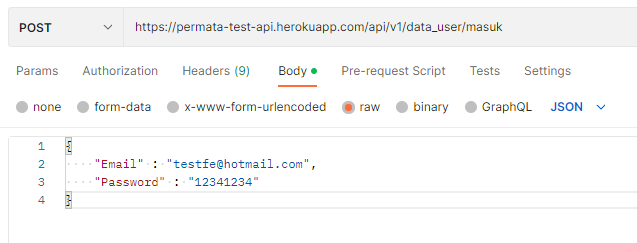 POST https://permata-test-api.herokuapp.com/api/v1/data_user/masuk
Params Authorization Headers (9) Body Pre-request Script Tests Settings
none form-data x-www-form-urlencoded raw binary GraphQL JSON
1 {
2 "Email" : "testfe@hotmail.com",
3 "Password" : "12341234"
4 }